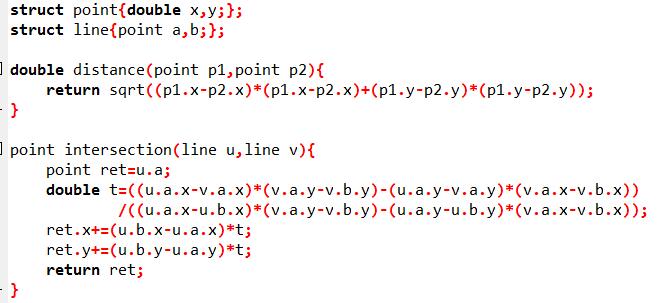 struct point{double x,y;};
struct line{point a,b;};
double distance(point p1,point p2){
return sqrt((p1.x-p2.x)*(p1.x-p2.x)+(p1.y-p2.y)*(p1.y-p2.y));
}
point intersection(line u,line v){
point ret=u.a;
double t=((u.a.x-v.a.x)*(v.a.y-v.b.y)-(u.a.y-v.a.y)*(v.a.x-v.b.x))
/((u.a.x-u.b.x)*(v.a.y-v.b.y)-(u.a.y-u.b.y)*(v.a.x-v.b.x));
ret.x+=(u.b.x-u.a.x)*t;
ret.y+=(u.b.y-u.a.y)*t;
return ret;
}